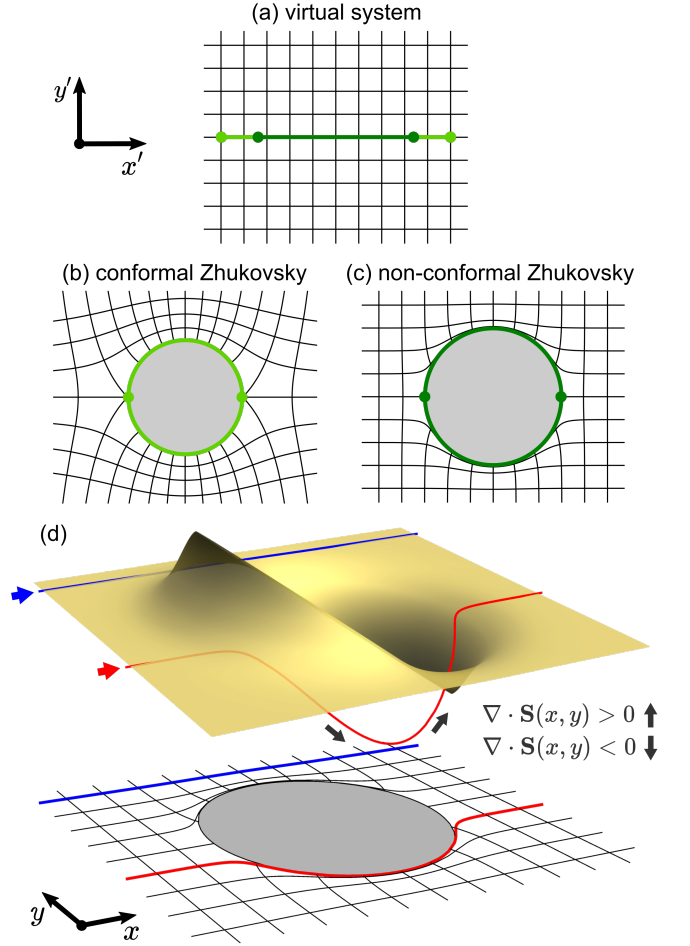 (a) virtual system
y′
x′
(b) conformal Zhukovsky
(c) non-conformal Zhukovsky
(d)
∇ · S(x, y) > 0
∇ · S(x, y) < 0
y
x